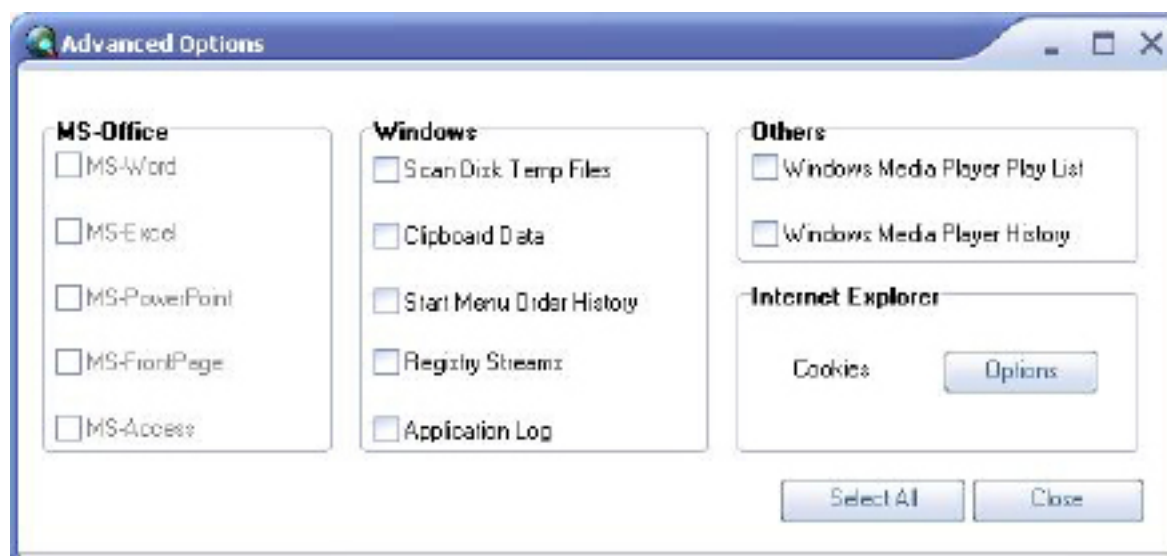 Advanced Options
MS-Office
MS-Word
MS-Excel
MS-PowerPoint
MS-FrontPage
MS-Access
Windows
Scan Disk Temp Files
Clipboard Data
Start Menu Order History
Registry Streams
Application Log
Others
Windows Media Player Play List
Windows Media Player History
Internet Explorer
Cookies
Options
Select All
Close